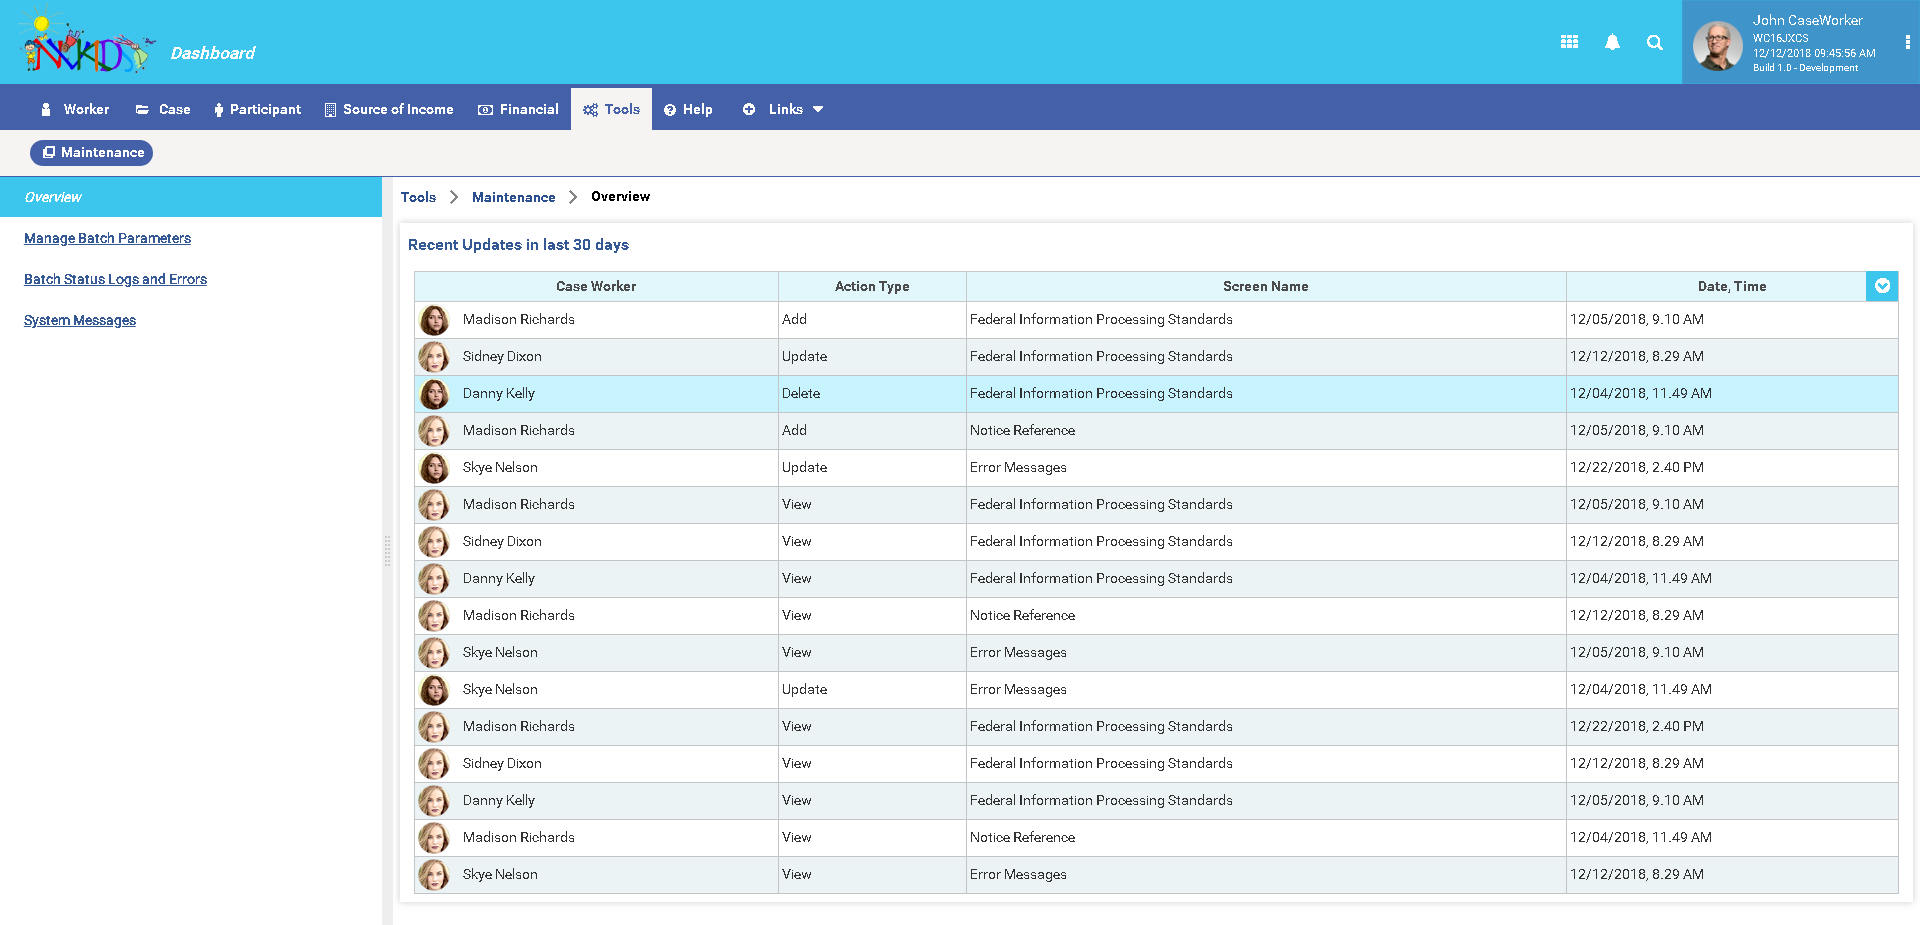 NKKIDS
Dashboard
John CaseWorker
WC16JXCS
12/12/2018 09:45:56 AM
Build 1.0 - Development
Worker Case Participant Source of Income Financial Tools Help Links
Maintenance
Overview
Manage Batch Parameters
Batch Status Logs and Errors
System Messages
Tools Maintenance Overview
Recent Updates in last 30 days
Case Worker Action Type Screen Name Date, Time
Madison Richards Add Federal Information Processing Standards 12/05/2018, 9.10 AM
Sidney Dixon Update Federal Information Processing Standards 12/12/2018, 8.29 AM
Danny Kelly Delete Federal Information Processing Standards 12/04/2018, 11.49 AM
Madison Richards Add Notice Reference 12/05/2018, 9.10 AM
Skye Nelson Update Error Messages 12/22/2018, 2.40 PM
Madison Richards View Federal Information Processing Standards 12/05/2018, 9.10 AM
Sidney Dixon View Federal Information Processing Standards 12/12/2018, 8.29 AM
Danny Kelly View Federal Information Processing Standards 12/04/2018, 11.49 AM
Madison Richards View Notice Reference 12/12/2018, 8.29 AM
Skye Nelson View Error Messages 12/05/2018, 9.10 AM
Skye Nelson Update Error Messages 12/04/2018, 11.49 AM
Madison Richards View Federal Information Processing Standards 12/22/2018, 2.40 PM
Sidney Dixon View Federal Information Processing Standards 12/12/2018, 8.29 AM
Danny Kelly View Federal Information Processing Standards 12/05/2018, 9.10 AM
Madison Richards View Notice Reference 12/04/2018, 11.49 AM
Skye Nelson View Error Messages 12/12/2018, 8.29 AM